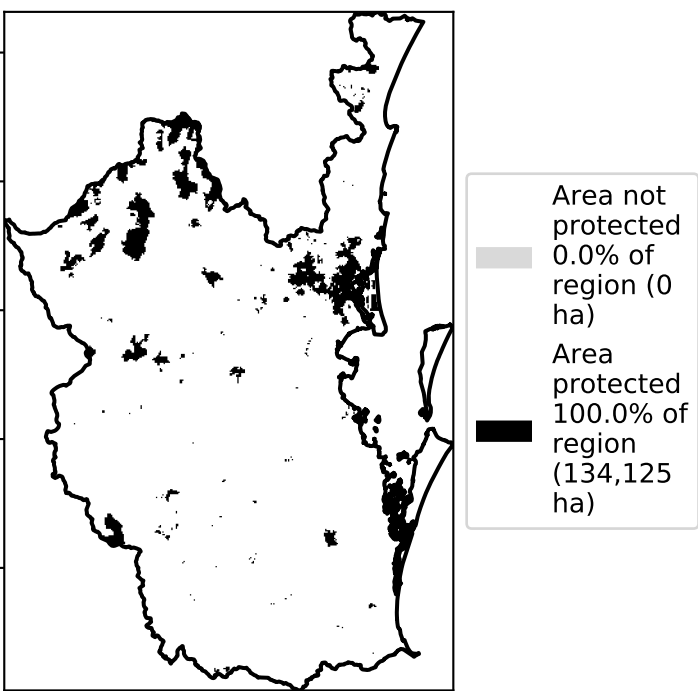 Area not
protected
0.0% of
region (0
ha)
Area
protected
100.0% of
region
(134,125
ha)